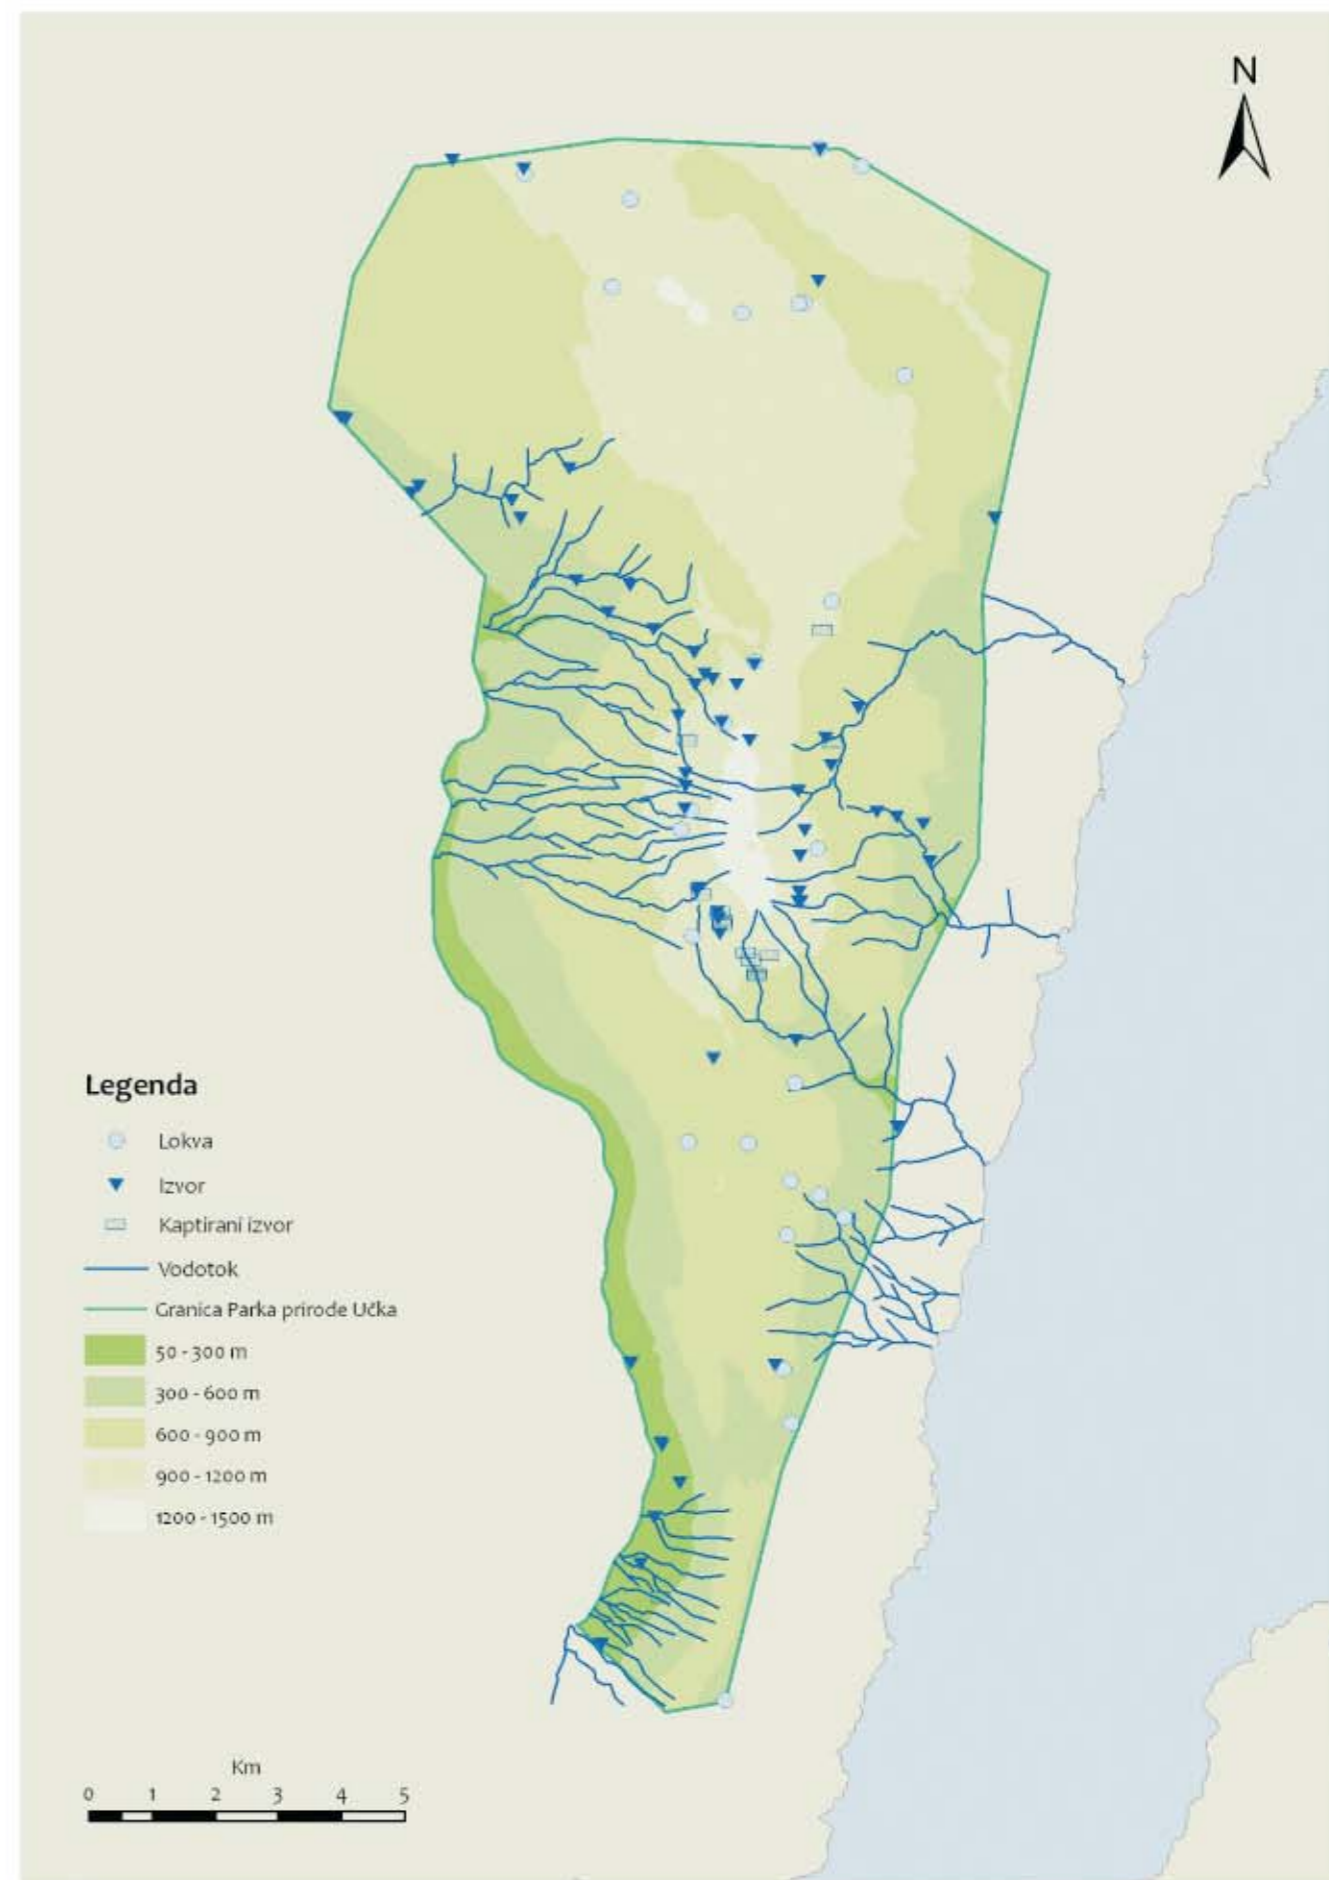 N
Legenda
Lokva
Izvor
Kaptirani izvor
Vodotok
Granica Parka prirode Učka
50 - 300 m
300 - 600 m
600 - 900 m
900 - 1200 m
1200 - 1500 m
Km
0 1 2 3 4 5